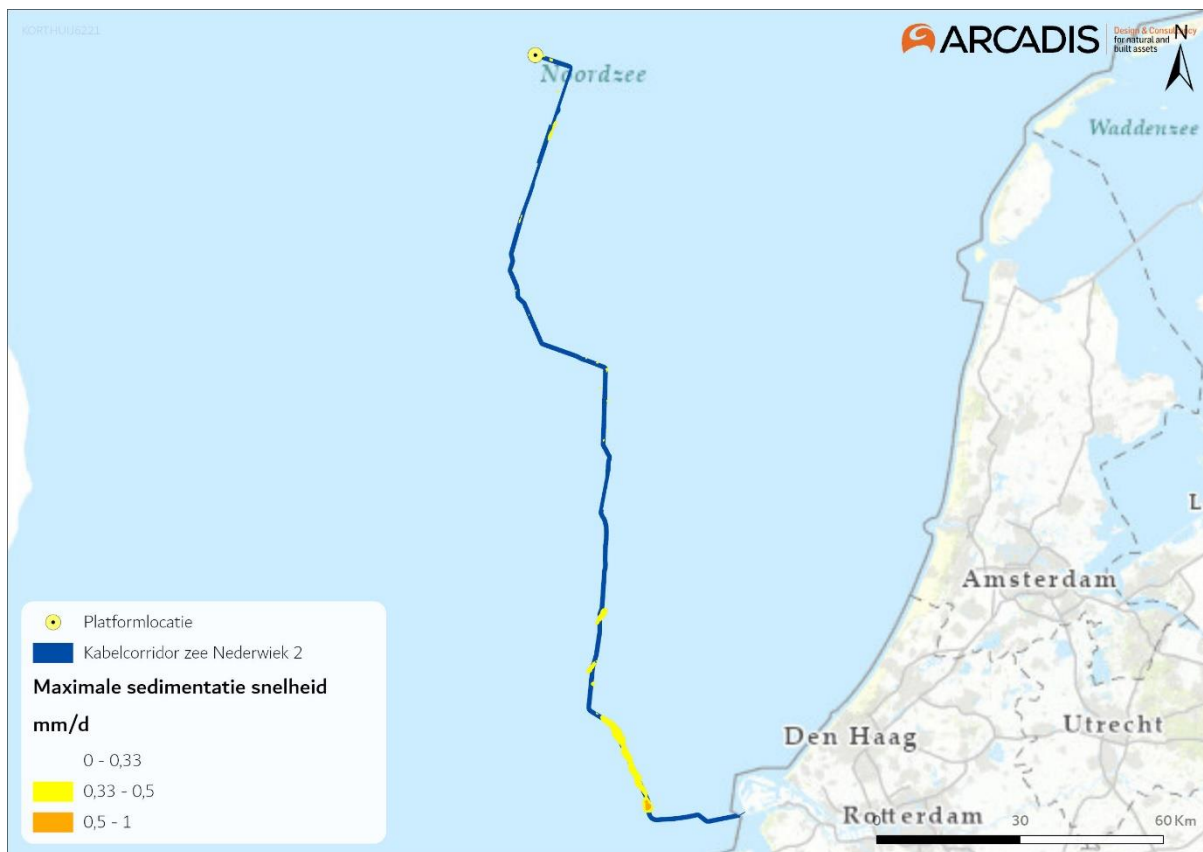 KORTHUIJ6221
ARCADIS
Design & Consultancy
for natural and
built assets
N
Noordzee
Waddenzee
L
Amsterdam
Utrecht
Den Haag
Rotterdam
Platformlocatie
Kabelcorridor zee Nederwiek 2
Maximale sedimentatie snelheid
mm/d
0 - 0,33
0,33 - 0,5
0,5 - 1
0 30 60 Km